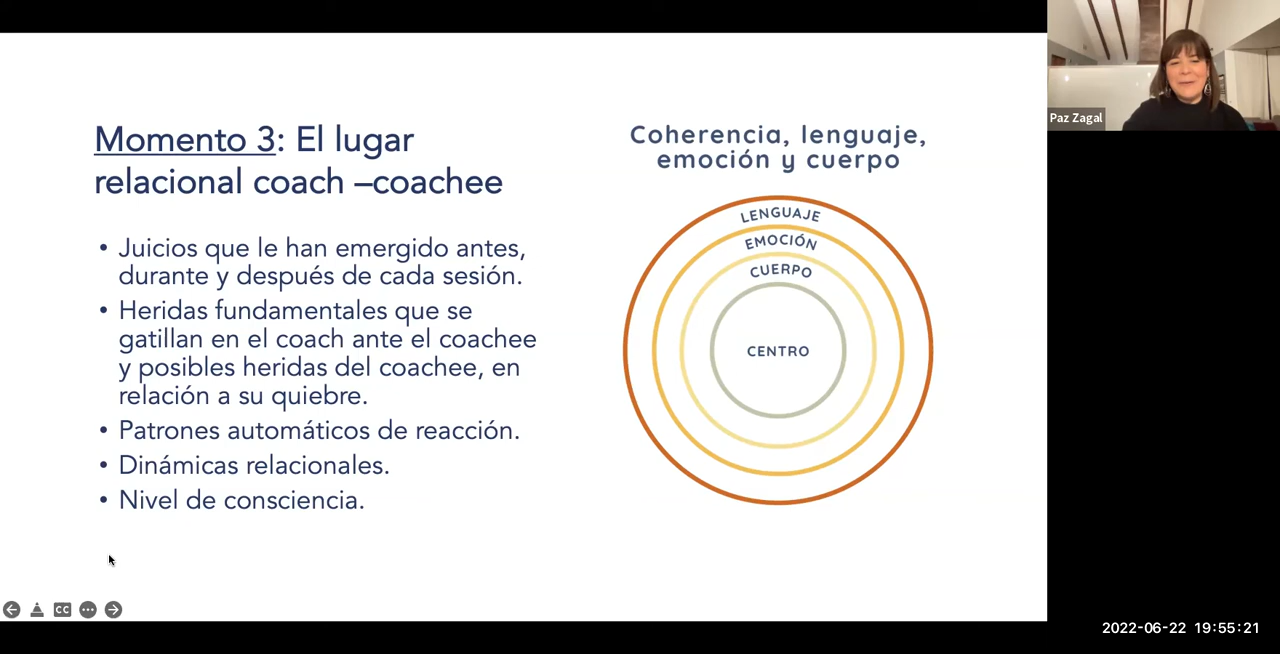 Momento 3: El lugar
relacional coach –coachee
• Juicios que le han emergido antes,
durante y después de cada sesión.
• Heridas fundamentales que se
gatillan en el coach ante el coachee
y posibles heridas del coachee, en
relación a su quiebre.
• Patrones automáticos de reacción.
• Dinámicas relacionales.
• Nivel de consciencia.
Coherencia, lenguaje,
emoción y cuerpo
LENGUAJE
EMOCIÓN
CUERPO
CENTRO
Paz Zagal
CC
2022-06-22 19:55:21